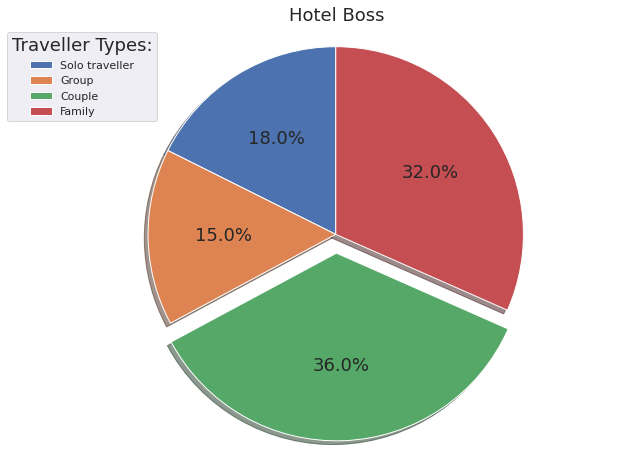 Hotel Boss
Traveller Types:
Solo traveller
Group
Couple
Family
18.0%
32.0%
15.0%
36.0%